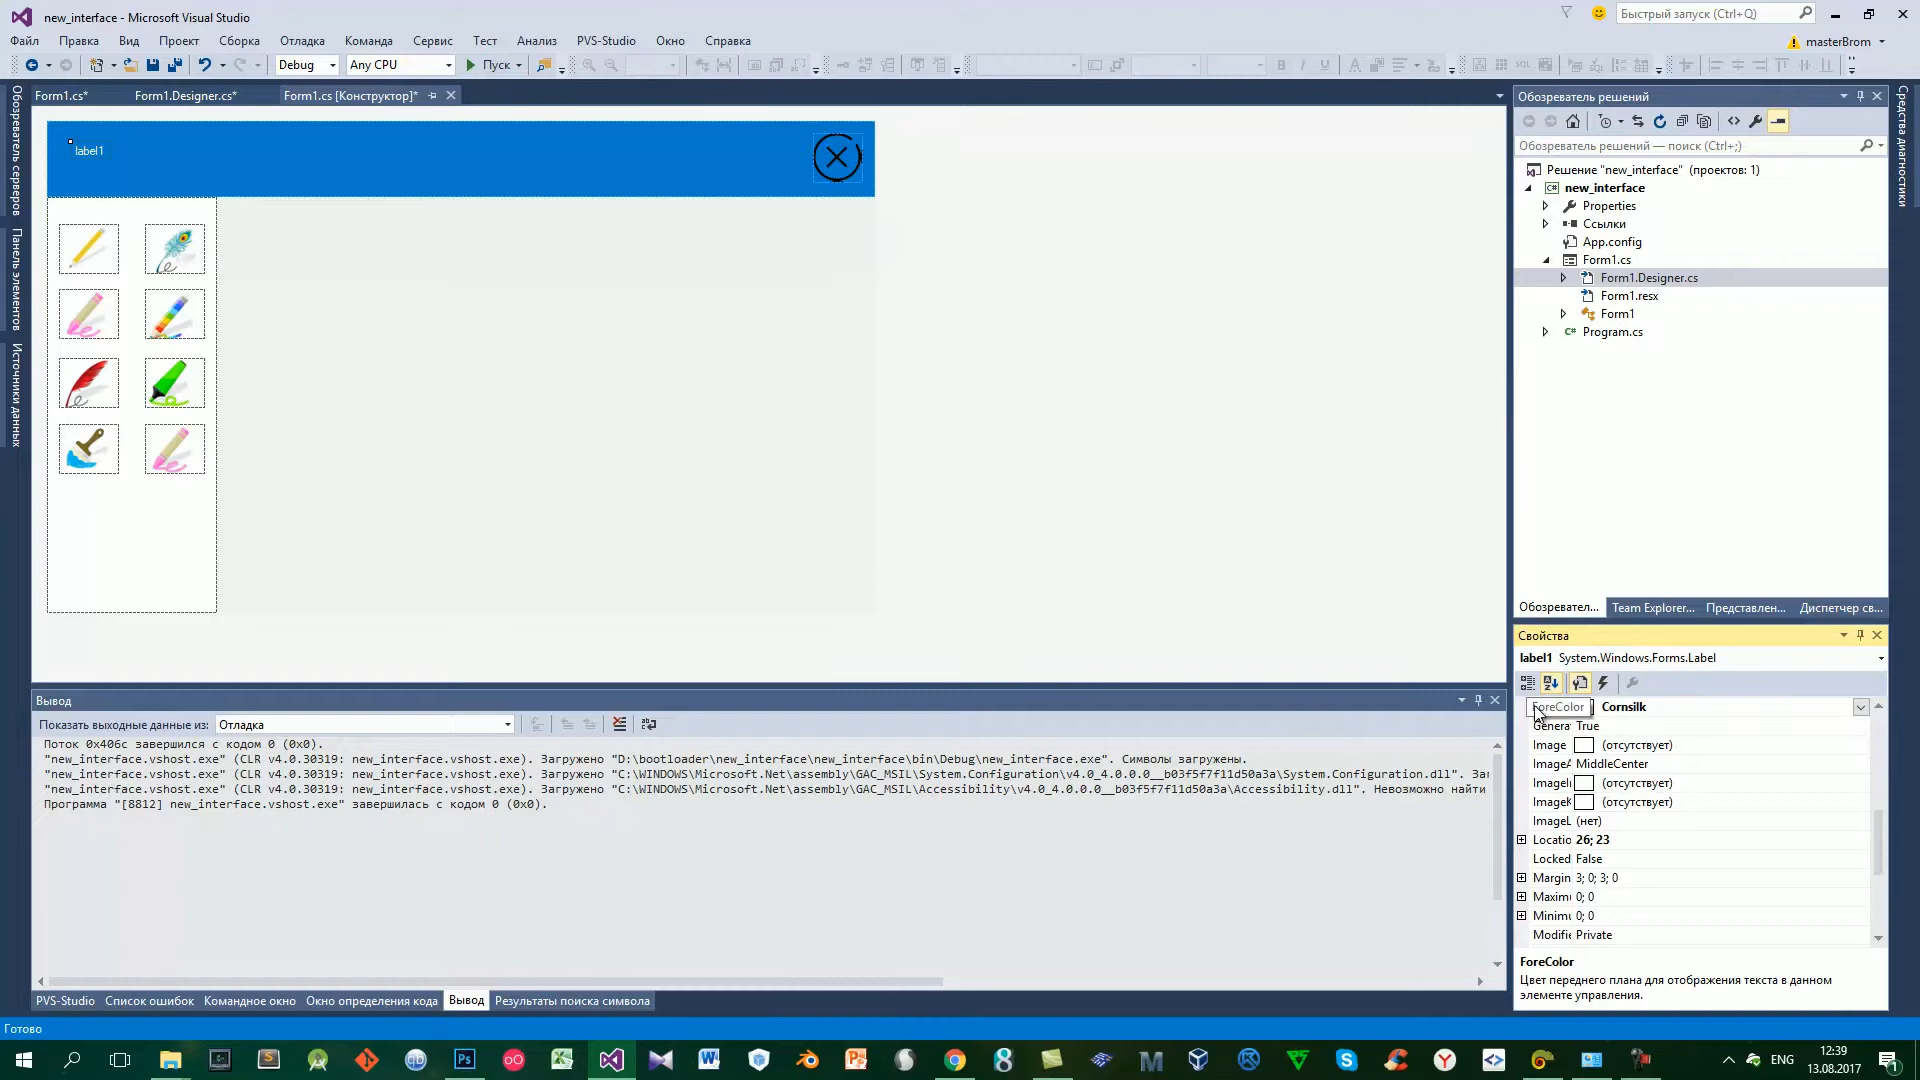 new_interface - Microsoft Visual Studio
Быстрый запуск (Ctrl+Q)
Файл Правка Вид Проект Сборка Отладка Команда Сервис Тест Анализ PVS-Studio Окно Справка
masterBrom
Debug Any CPU Пуск
Form1.cs* Form1.Designer.cs* Form1.cs [Конструктор]*
Обозреватель серверов
Панель элементов
Источники данных
label1
Обозреватель решений
Обозреватель решений — поиск (Ctrl+;)
Решение "new_interface" (проектов: 1)
new_interface
Properties
Ссылки
App.config
Form1.cs
Form1.Designer.cs
Form1.resx
Form1
Program.cs
Средства диагностики
Обозревател... Team Explorer... Представлен... Диспетчер св...
Свойства
label1 System.Windows.Forms.Label
ForeColor Cornsilk
Genera True
Image (отсутствует)
ImageA MiddleCenter
ImageI (отсутствует)
ImageK (отсутствует)
ImageL (нет)
Locatio 26; 23
Locked False
Margin 3; 0; 3; 0
Maximu 0; 0
Minimu 0; 0
Modifie Private
ForeColor
Цвет переднего плана для отображения текста в данном
элементе управления.
Вывод
Показать выходные данные из: Отладка
Поток 0x406c завершился с кодом 0 (0x0).
"new_interface.vshost.exe" (CLR v4.0.30319: new_interface.vshost.exe). Загружено "D:\bootloader\new_interface\new_interface\bin\Debug\new_interface.exe". Символы загружены.
"new_interface.vshost.exe" (CLR v4.0.30319: new_interface.vshost.exe). Загружено "C:\WINDOWS\Microsoft.Net\assembly\GAC_MSIL\System.Configuration\v4.0_4.0.0.0__b03f5f7f11d50a3a\System.Configuration.dll". За
"new_interface.vshost.exe" (CLR v4.0.30319: new_interface.vshost.exe). Загружено "C:\WINDOWS\Microsoft.Net\assembly\GAC_MSIL\Accessibility\v4.0_4.0.0.0__b03f5f7f11d50a3a\Accessibility.dll". Невозможно найти
Программа "[8812] new_interface.vshost.exe" завершилась с кодом 0 (0x0).
PVS-Studio Список ошибок Командное окно Окно определения кода Вывод Результаты поиска символа
Готово
ENG
12:39
13.08.2017